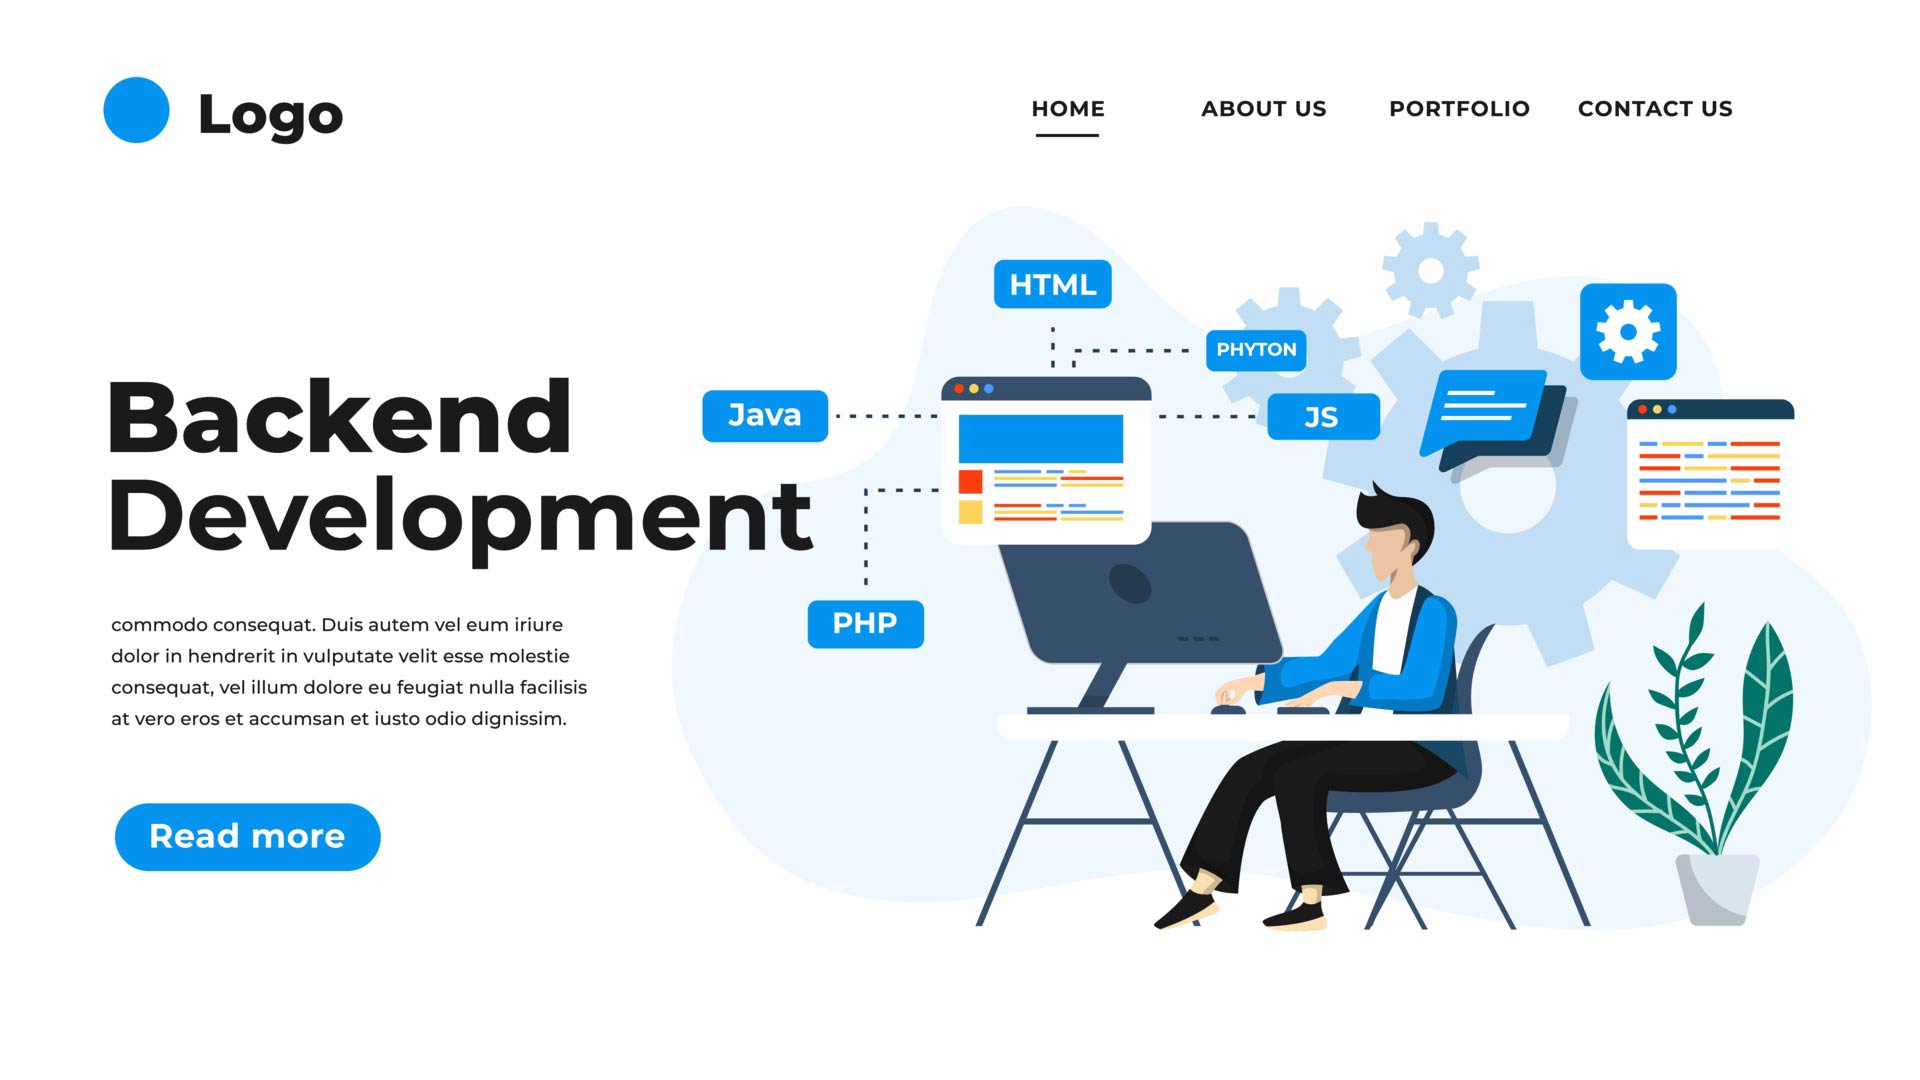 Logo
HOME
ABOUT US
PORTFOLIO
CONTACT US
HTML
PHYTON
Java
JS
Backend
Development
PHP
commodo consequat. Duis autem vel eum iriure
dolor in hendrerit in vulputate velit esse molestie
consequat, vel illum dolore eu feugiat nulla facilisis
at vero eros et accumsan et iusto odio dignissim.
Read more